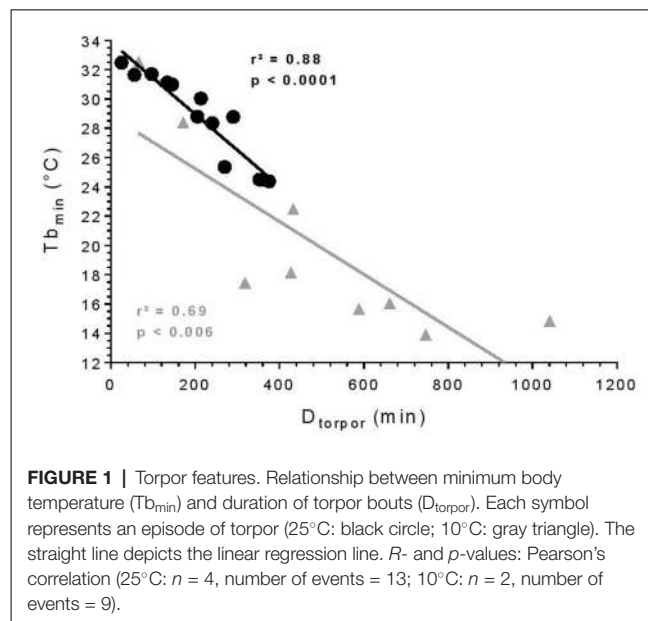 34
32
30
28
26
24
22
20
18
16
14
12
Tb_min (°C)
r² = 0.88
p < 0.0001
r² = 0.69
p < 0.006
0 200 400 600 800 1000 1200
D_torpor (min)
FIGURE 1 | Torpor features. Relationship between minimum body
temperature (Tb_min) and duration of torpor bouts (D_torpor). Each symbol
represents an episode of torpor (25°C: black circle; 10°C: gray triangle). The
straight line depicts the linear regression line. R- and p-values: Pearson’s
correlation (25°C: n = 4, number of events = 13; 10°C: n = 2, number of
events = 9).